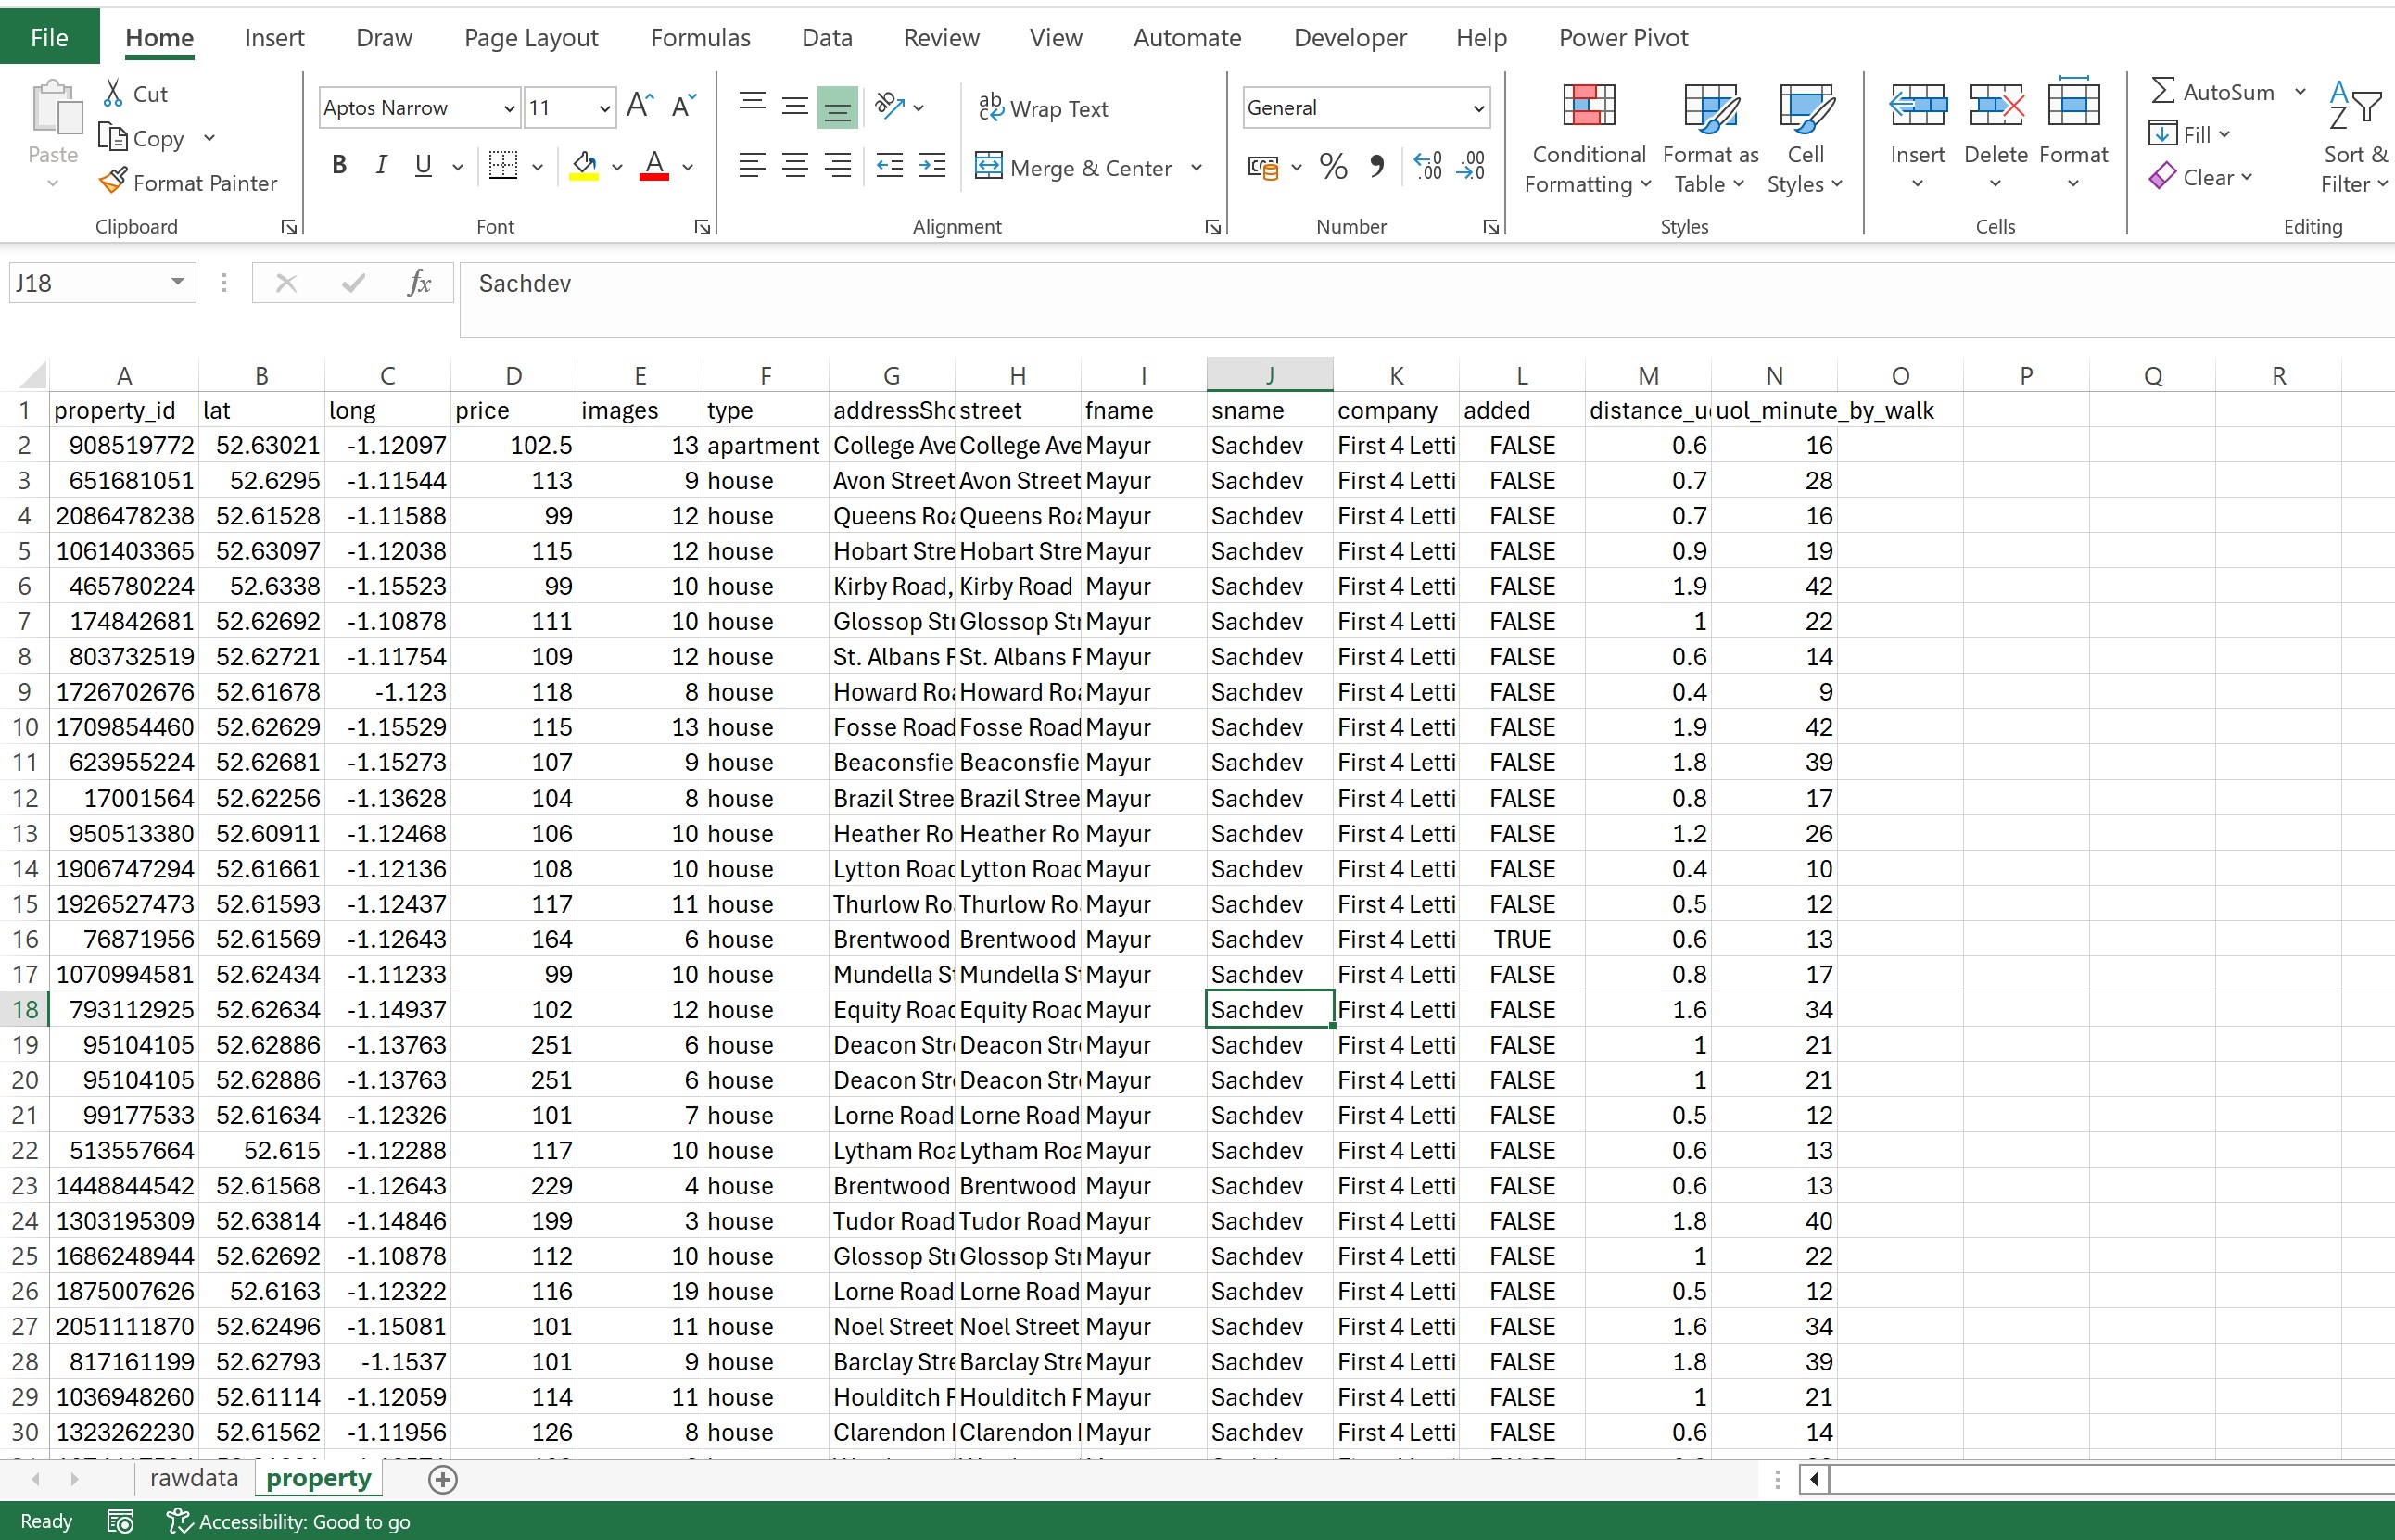 File Home Insert Draw Page Layout Formulas Data Review View Automate Developer Help Power Pivot
Paste Cut Copy Format Painter Clipboard
Aptos Narrow 11 A A B I U A Font
ab Wrap Text Merge & Center Alignment
General % Number
Conditional Formatting Format as Table Cell Styles Styles
Insert Delete Format Cells
AutoSum Fill Clear Sort & Filter Editing
J18 fx Sachdev
A B C D E F G H I J K L M N O P Q R
1 property_id lat long price images type addressSho street fname sname company added distance_u uol_minute_by_walk
2 908519772 52.63021 -1.12097 102.5 13 apartment College Ave College Ave Mayur Sachdev First 4 Letti FALSE 0.6 16
3 651681051 52.6295 -1.11544 113 9 house Avon Street Avon Street Mayur Sachdev First 4 Letti FALSE 0.7 28
4 2086478238 52.61528 -1.11588 99 12 house Queens Roa Queens Roa Mayur Sachdev First 4 Letti FALSE 0.7 16
5 1061403365 52.63097 -1.12038 115 12 house Hobart Stre Hobart Stre Mayur Sachdev First 4 Letti FALSE 0.9 19
6 465780224 52.6338 -1.15523 99 10 house Kirby Road, Kirby Road Mayur Sachdev First 4 Letti FALSE 1.9 42
7 174842681 52.62692 -1.10878 111 10 house Glossop Str Glossop Str Mayur Sachdev First 4 Letti FALSE 1 22
8 803732519 52.62721 -1.11754 109 12 house St. Albans St. Albans Mayur Sachdev First 4 Letti FALSE 0.6 14
9 1726702676 52.61678 -1.123 118 8 house Howard Roa Howard Roa Mayur Sachdev First 4 Letti FALSE 0.4 9
10 1709854460 52.62629 -1.15529 115 13 house Fosse Road Fosse Road Mayur Sachdev First 4 Letti FALSE 1.9 42
11 623955224 52.62681 -1.15273 107 9 house Beaconsfie Beaconsfie Mayur Sachdev First 4 Letti FALSE 1.8 39
12 17001564 52.62256 -1.13628 104 8 house Brazil Stree Brazil Stree Mayur Sachdev First 4 Letti FALSE 0.8 17
13 950513380 52.60911 -1.12468 106 10 house Heather Ro Heather Ro Mayur Sachdev First 4 Letti FALSE 1.2 26
14 1906747294 52.61661 -1.12136 108 10 house Lytton Road Lytton Road Mayur Sachdev First 4 Letti FALSE 0.4 10
15 1926527473 52.61593 -1.12437 117 11 house Thurlow Ro Thurlow Ro Mayur Sachdev First 4 Letti FALSE 0.5 12
16 76871956 52.61569 -1.12643 164 6 house Brentwood Brentwood Mayur Sachdev First 4 Letti TRUE 0.6 13
17 1070994581 52.62434 -1.11233 99 10 house Mundella St Mundella St Mayur Sachdev First 4 Letti FALSE 0.8 17
18 793112925 52.62634 -1.14937 102 12 house Equity Road Equity Road Mayur Sachdev First 4 Letti FALSE 1.6 34
19 95104105 52.62886 -1.13763 251 6 house Deacon Stre Deacon Stre Mayur Sachdev First 4 Letti FALSE 1 21
20 95104105 52.62886 -1.13763 251 6 house Deacon Stre Deacon Stre Mayur Sachdev First 4 Letti FALSE 1 21
21 99177533 52.61634 -1.12326 101 7 house Lorne Road Lorne Road Mayur Sachdev First 4 Letti FALSE 0.5 12
22 513557664 52.615 -1.12288 117 10 house Lytham Roa Lytham Roa Mayur Sachdev First 4 Letti FALSE 0.6 13
23 1448844542 52.61568 -1.12643 229 4 house Brentwood Brentwood Mayur Sachdev First 4 Letti FALSE 0.6 13
24 1303195309 52.63814 -1.14846 199 3 house Tudor Road Tudor Road Mayur Sachdev First 4 Letti FALSE 1.8 40
25 1686248944 52.62692 -1.10878 112 10 house Glossop Str Glossop Str Mayur Sachdev First 4 Letti FALSE 1 22
26 1875007626 52.6163 -1.12322 116 19 house Lorne Road Lorne Road Mayur Sachdev First 4 Letti FALSE 0.5 12
27 2051111870 52.62496 -1.15081 101 11 house Noel Street Noel Street Mayur Sachdev First 4 Letti FALSE 1.6 34
28 817161199 52.62793 -1.1537 101 9 house Barclay Stre Barclay Stre Mayur Sachdev First 4 Letti FALSE 1.8 39
29 1036948260 52.61114 -1.12059 114 11 house Houlditch Houlditch Mayur Sachdev First 4 Letti FALSE 1 21
30 1323262230 52.61562 -1.11956 126 8 house Clarendon Clarendon Mayur Sachdev First 4 Letti FALSE 0.6 14
rawdata property
Ready Accessibility: Good to go